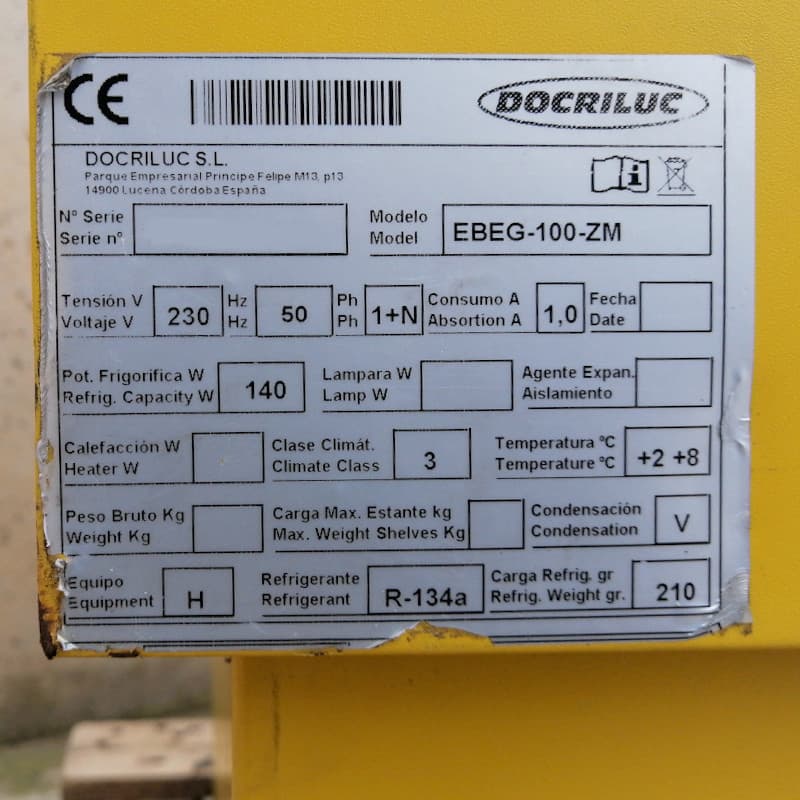 CE
DOCRILUC
DOCRILUC S.L.
Parque Empresarial Principe Felipe M13, p13
14900 Lucena Córdoba España
Nº Serie
Serie nº
Modelo
Model
EBEG-100-ZM
Tensión V
Voltaje V
230
Hz
Hz
50
Ph
Ph
1+N
Consumo A
Absortion A
1,0
Fecha
Date
Pot. Frigorifica W
Refrig. Capacity W
140
Lampara W
Lamp W
Agente Expan.
Aislamiento
Calefacción W
Heater W
Clase Climát.
Climate Class
3
Temperatura ºC
Temperature ºC
+2 +8
Peso Bruto Kg
Weight Kg
Carga Max. Estante kg
Max. Weight Shelves Kg
Condensación
Condensation
V
Equipo
Equipment
H
Refrigerante
Refrigerant
R-134a
Carga Refrig. gr
Refrig. Weight gr.
210